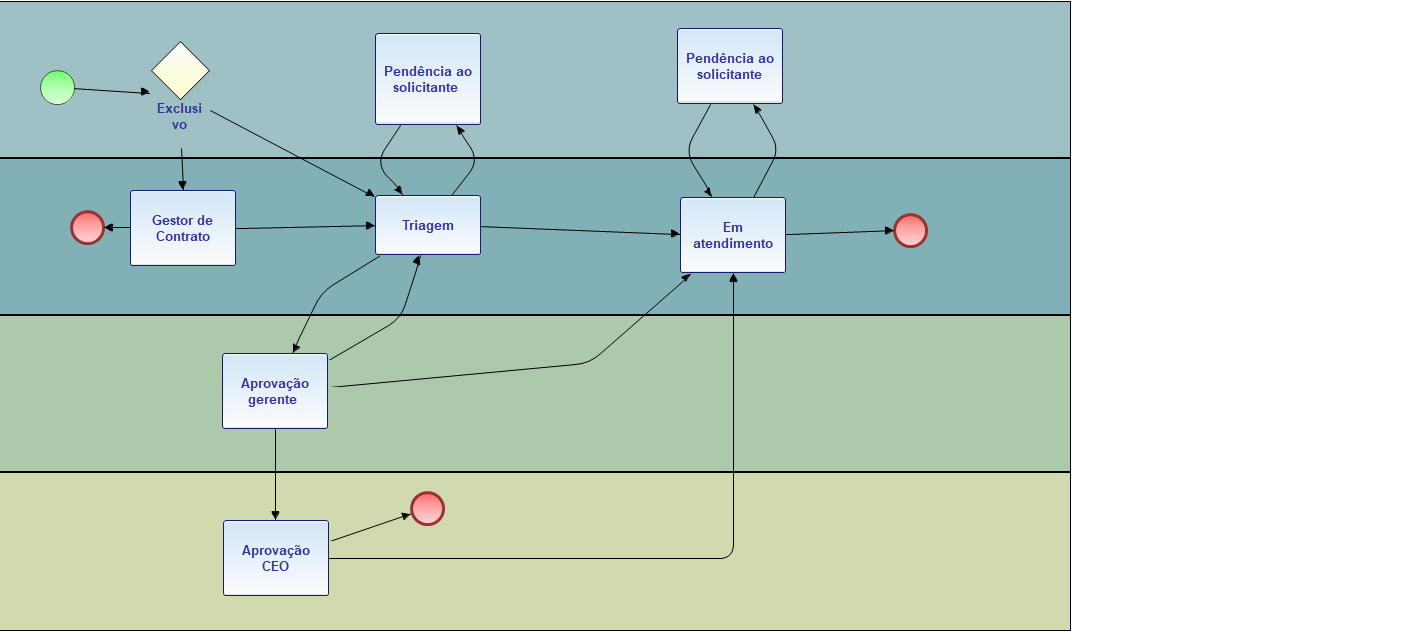 Exclusi
vo
Pendência ao
solicitante
Pendência ao
solicitante
Gestor de
Contrato
Triagem
Em
atendimento
Aprovação
gerente
Aprovação
CEO